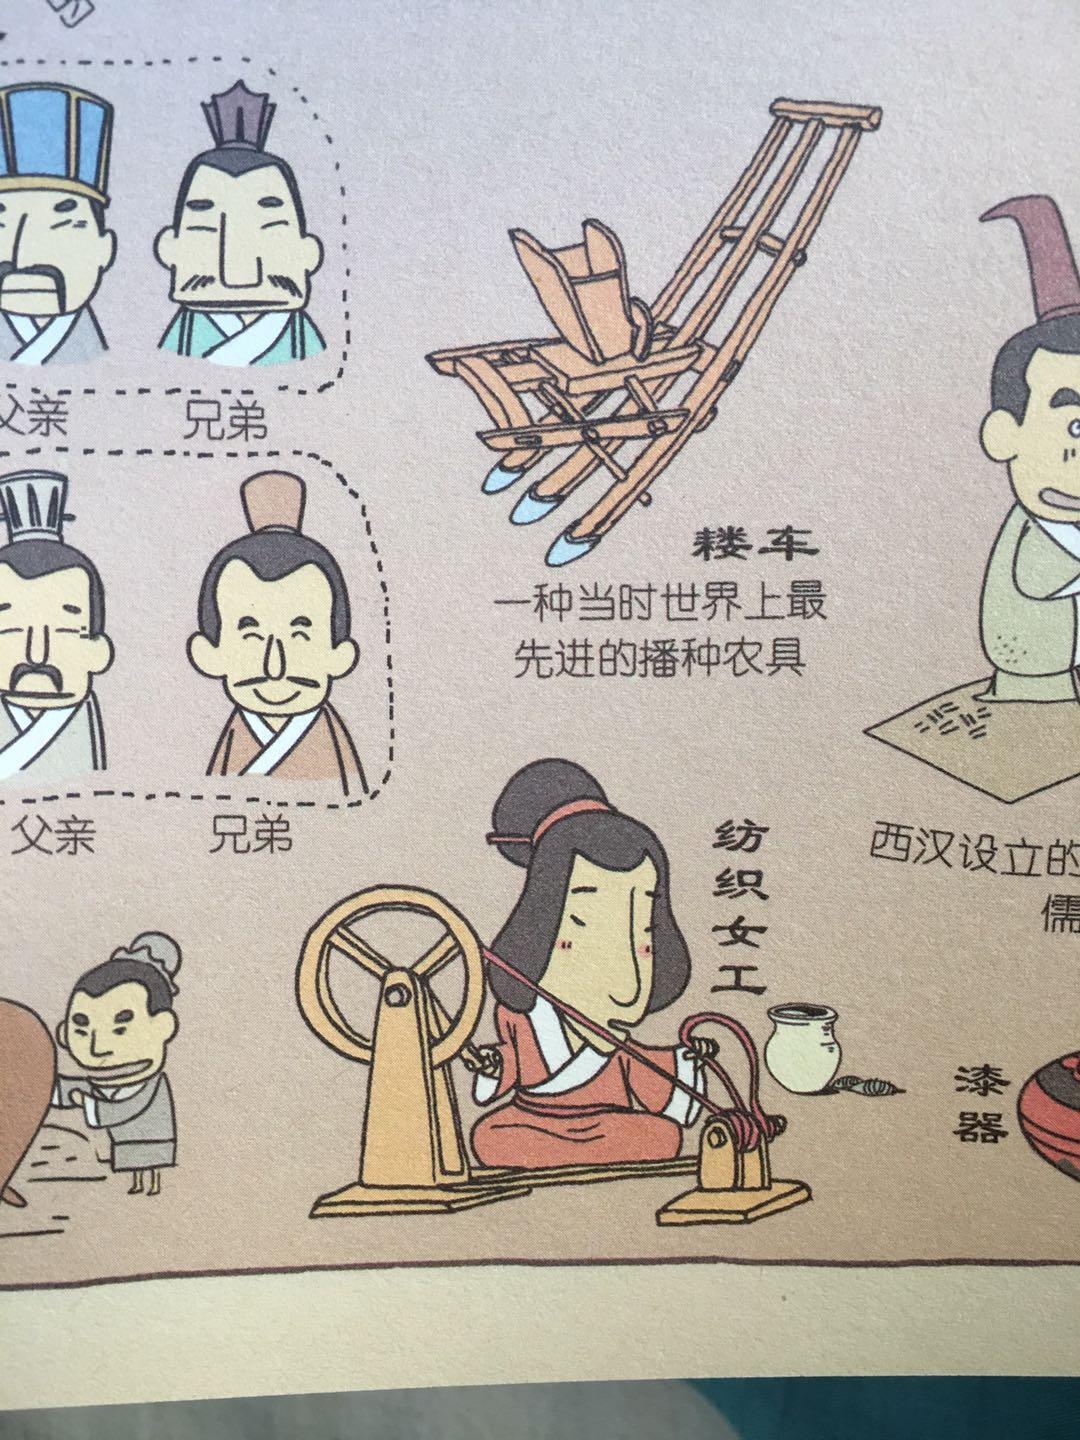 父亲 兄弟
耧车
一种当时世界上最
先进的播种农具
父亲 兄弟
纺织女工
西汉设立的
儒
漆器